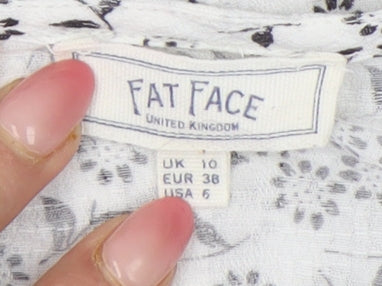 FAT FACE
UNITED KINGDOM
UK 10
EUR 38
USA 6